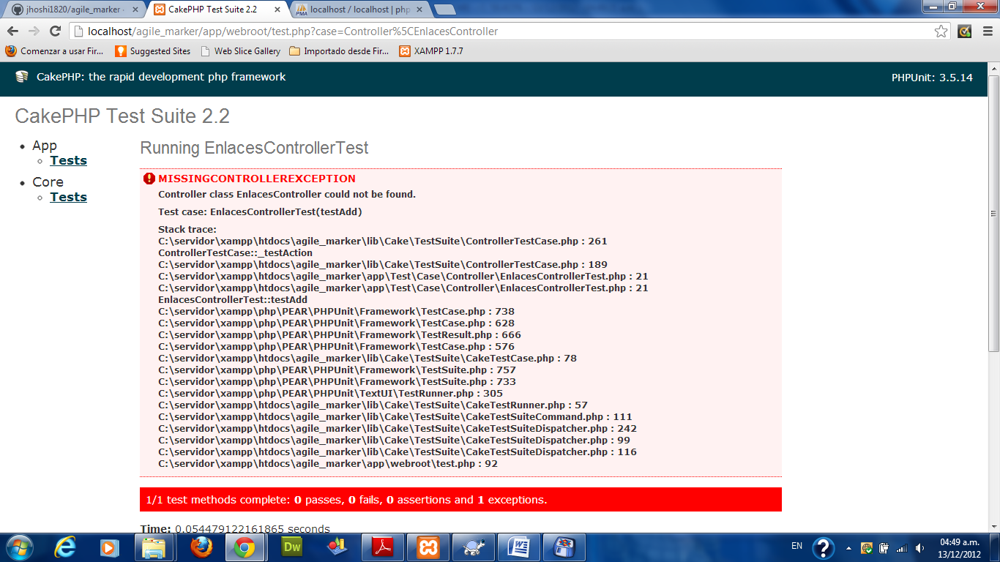 jhoshi1820/agile_marker ·
CakePHP Test Suite 2.2
localhost / localhost | php
localhost/agile_marker/app/webroot/test.php?case=Controller%5CEnlacesController
Comenzar a usar Fir...
Suggested Sites
Web Slice Gallery
Importado desde Fir...
XAMPP 1.7.7
CakePHP: the rapid development php framework
PHPUnit: 3.5.14
CakePHP Test Suite 2.2
App
Tests
Core
Tests
Running EnlacesControllerTest
MISSINGCONTROLLEREXCEPTION
Controller class EnlacesController could not be found.
Test case: EnlacesControllerTest(testAdd)
Stack trace:
C:\servidor\xampp\htdocs\agile_marker\lib\Cake\TestSuite\ControllerTestCase.php : 261
ControllerTestCase::_testAction
C:\servidor\xampp\htdocs\agile_marker\lib\Cake\TestSuite\ControllerTestCase.php : 189
C:\servidor\xampp\htdocs\agile_marker\app\Test\Case\Controller\EnlacesControllerTest.php : 21
C:\servidor\xampp\htdocs\agile_marker\app\Test\Case\Controller\EnlacesControllerTest.php : 21
EnlacesControllerTest::testAdd
C:\servidor\xampp\php\PEAR\PHPUnit\Framework\TestCase.php : 738
C:\servidor\xampp\php\PEAR\PHPUnit\Framework\TestCase.php : 628
C:\servidor\xampp\php\PEAR\PHPUnit\Framework\TestResult.php : 666
C:\servidor\xampp\php\PEAR\PHPUnit\Framework\TestCase.php : 576
C:\servidor\xampp\htdocs\agile_marker\lib\Cake\TestSuite\CakeTestCase.php : 78
C:\servidor\xampp\php\PEAR\PHPUnit\Framework\TestSuite.php : 757
C:\servidor\xampp\php\PEAR\PHPUnit\Framework\TestSuite.php : 733
C:\servidor\xampp\php\PEAR\PHPUnit\TextUI\TestRunner.php : 305
C:\servidor\xampp\htdocs\agile_marker\lib\Cake\TestSuite\CakeTestRunner.php : 57
C:\servidor\xampp\htdocs\agile_marker\lib\Cake\TestSuite\CakeTestSuiteCommand.php : 111
C:\servidor\xampp\htdocs\agile_marker\lib\Cake\TestSuite\CakeTestSuiteDispatcher.php : 242
C:\servidor\xampp\htdocs\agile_marker\lib\Cake\TestSuite\CakeTestSuiteDispatcher.php : 99
C:\servidor\xampp\htdocs\agile_marker\lib\Cake\TestSuite\CakeTestSuiteDispatcher.php : 116
C:\servidor\xampp\htdocs\agile_marker\app\webroot\test.php : 92
1/1 test methods complete: 0 passes, 0 fails, 0 assertions and 1 exceptions.
Time: 0.054479122161865 seconds
Dw
EN
04:49 a.m.
13/12/2012